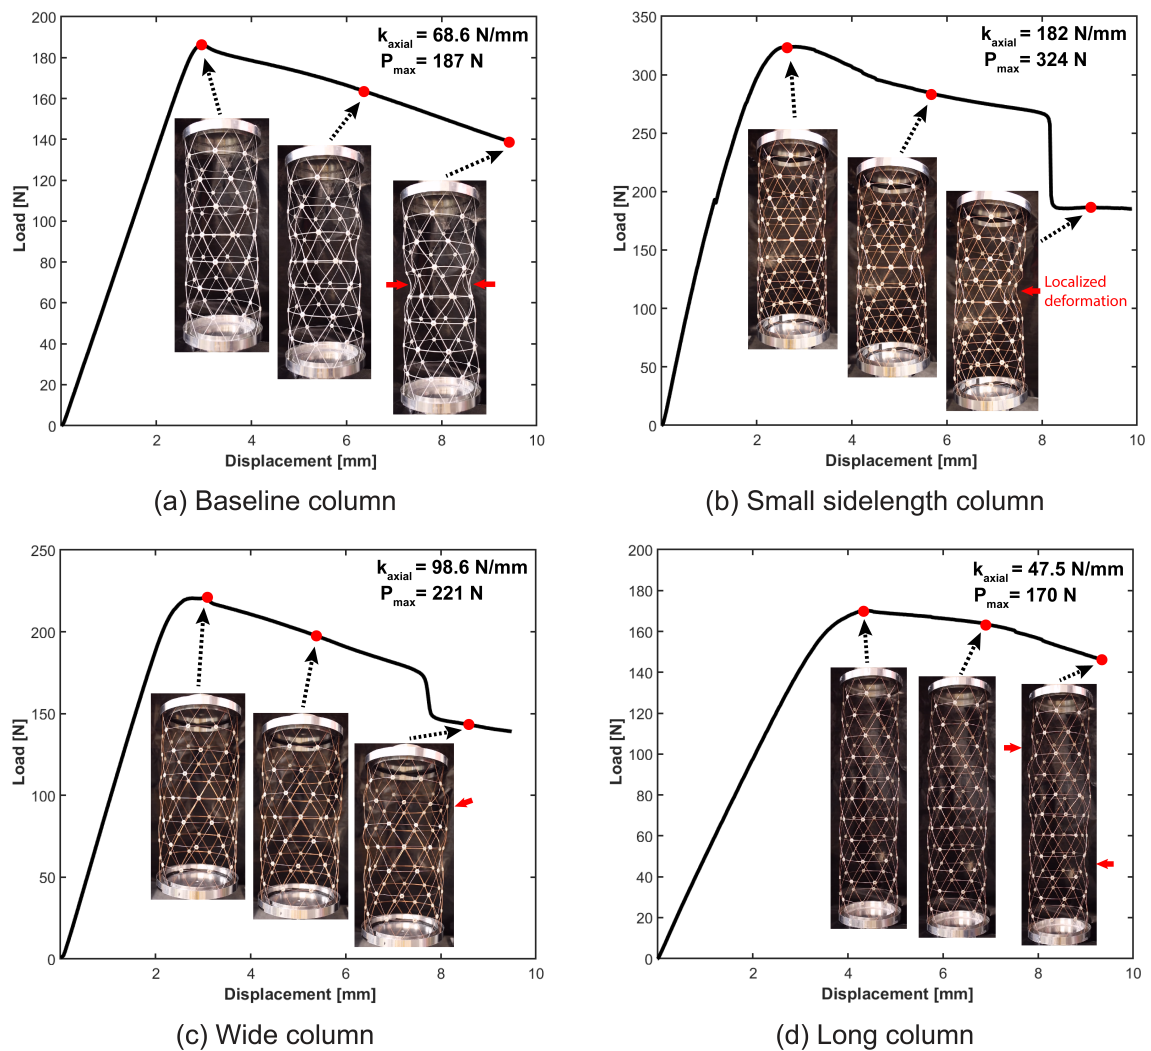 k_axial = 68.6 N/mm
P_max = 187 N
200
180
160
140
120
100
80
60
40
20
0
Load [N]
2
4
6
8
10
Displacement [mm]
(a) Baseline column
k_axial = 182 N/mm
P_max = 324 N
350
300
250
200
150
100
50
0
Load [N]
Localized
deformation
2
4
6
8
10
Displacement [mm]
(b) Small sidelength column
k_axial = 98.6 N/mm
P_max = 221 N
250
200
150
100
50
0
Load [N]
2
4
6
8
10
Displacement [mm]
(c) Wide column
k_axial = 47.5 N/mm
P_max = 170 N
200
180
160
140
120
100
80
60
40
20
0
Load [N]
2
4
6
8
10
Displacement [mm]
(d) Long column